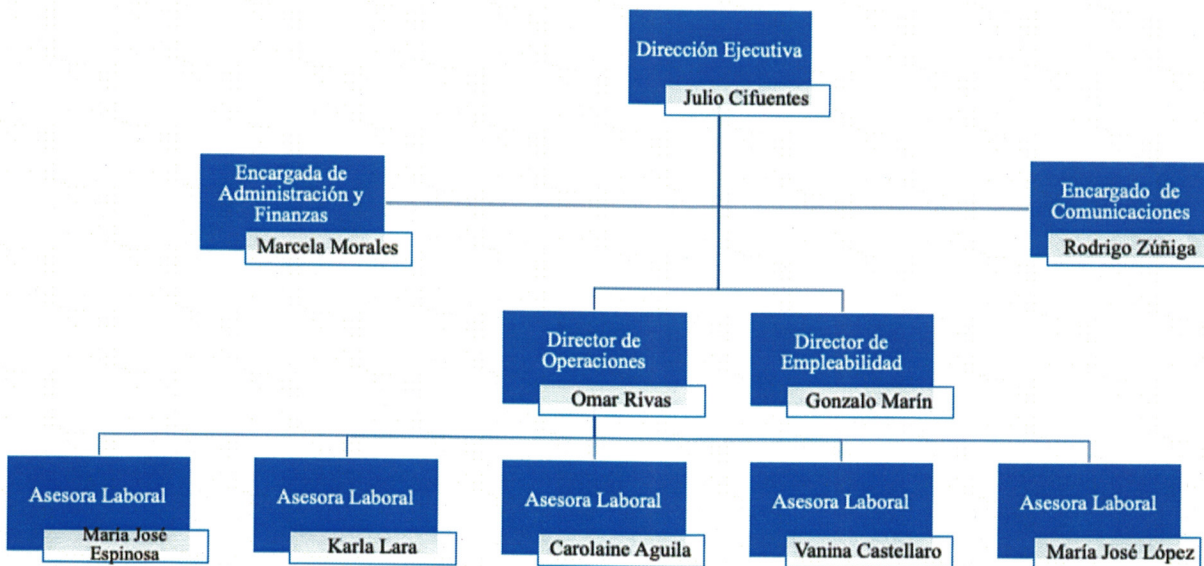 Dirección Ejecutiva
Julio Cifuentes
Encargada de
Administración y
Finanzas
Marcela Morales
Encargado de
Comunicaciones
Rodrigo Zúñiga
Director de
Operaciones
Omar Rivas
Director de
Empleabilidad
Gonzalo Marín
Asesora Laboral
María José
Espinosa
Asesora Laboral
Karla Lara
Asesora Laboral
Carolaine Aguila
Asesora Laboral
Vanina Castellaro
Asesora Laboral
María José López